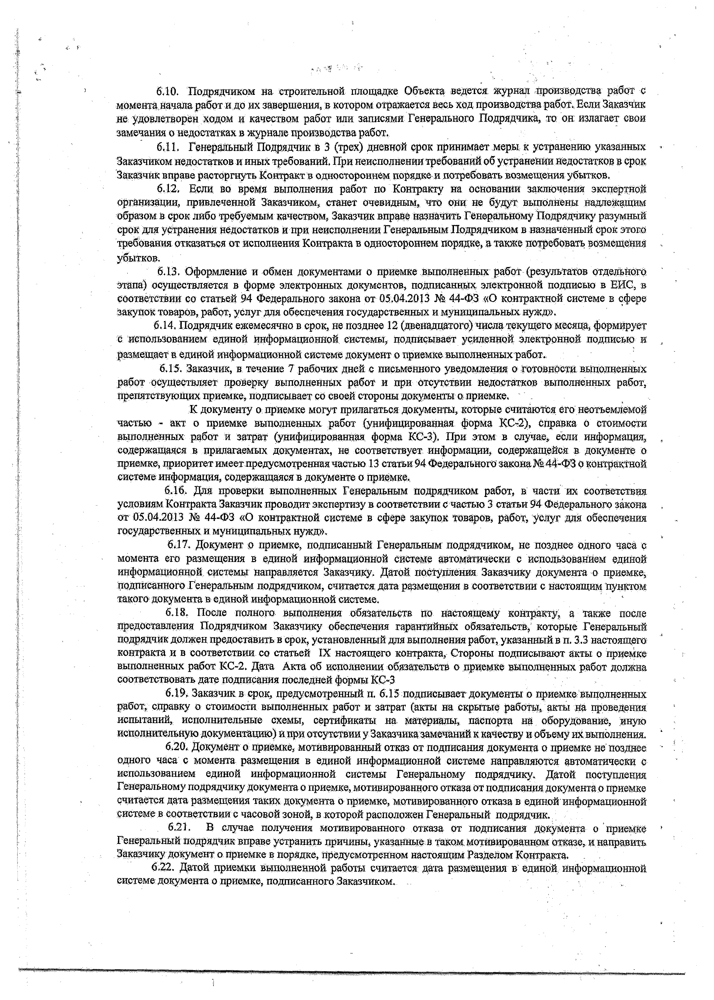 6.10. Подрядчиком на строительной площадке Объекта ведется журнал производства работ с
момента начала работ и до их завершения, в котором отражается весь ход производства работ. Если Заказчик
не удовлетворен ходом и качеством работ или записями Генерального Подрядчика, то он излагает свои
замечания о недостатках в журнале производства работ.
6.11. Генеральный Подрядчик в 3 (трех) дневной срок принимает меры к устранению указанных
Заказчиком недостатков и иных требований. При неисполнении требований об устранении недостатков в срок
Заказчик вправе расторгнуть Контракт в одностороннем порядке и потребовать возмещения убытков.
6.12. Если во время выполнения работ по Контракту на основании заключения экспертной
организации, привлеченной Заказчиком, станет очевидным, что они не будут выполнены надлежащим
образом в срок либо требуемым качеством, Заказчик вправе назначить Генеральному Подрядчику разумный
срок для устранения недостатков и при неисполнении Генеральным Подрядчиком в назначенный срок этого
требования отказаться от исполнения Контракта в одностороннем порядке, а также потребовать возмещения
убытков.
6.13. Оформление и обмен документами о приемке выполненных работ (результатов отдельного
этапа) осуществляется в форме электронных документов, подписанных электронной подписью в ЕИС, в
соответствии со статьей 94 Федерального закона от 05.04.2013 № 44-ФЗ «О контрактной системе в сфере
закупок товаров, работ, услуг для обеспечения государственных и муниципальных нужд».
6.14. Подрядчик ежемесячно в срок, не позднее 12 (двенадцатого) числа текущего месяца, формирует
с использованием единой информационной системы, подписывает усиленной электронной подписью и
размещает в единой информационной системе документ о приемке выполненных работ.
6.15. Заказчик, в течение 7 рабочих дней с письменного уведомления о готовности выполненных
работ осуществляет проверку выполненных работ и при отсутствии недостатков выполненных работ,
препятствующих приемке, подписывает со своей стороны документы о приемке.
К документу о приемке могут прилагаться документы, которые считаются его неотъемлемой
частью - акт о приемке выполненных работ (унифицированная форма КС-2), справка о стоимости
выполненных работ и затрат (унифицированная форма КС-3). При этом в случае, если информация,
содержащаяся в прилагаемых документах, не соответствует информации, содержащейся в документе о
приемке, приоритет имеет предусмотренная частью 13 статьи 94 Федерального закона № 44-ФЗ о контрактной
системе информация, содержащаяся в документе о приемке.
6.16. Для проверки выполненных Генеральным подрядчиком работ, в части их соответствия
условиям Контракта Заказчик проводит экспертизу в соответствии с частью 3 статьи 94 Федерального закона
от 05.04.2013 № 44-ФЗ «О контрактной системе в сфере закупок товаров, работ, услуг для обеспечения
государственных и муниципальных нужд».
6.17. Документ о приемке, подписанный Генеральным подрядчиком, не позднее одного часа с
момента его размещения в единой информационной системе автоматически с использованием единой
информационной системы направляется Заказчику. Датой поступления Заказчику документа о приемке,
подписанного Генеральным подрядчиком, считается дата размещения в соответствии с настоящим пунктом
такого документа в единой информационной системе.
6.18. После полного выполнения обязательств по настоящему контракту, а также после
предоставления Подрядчиком Заказчику обеспечения гарантийных обязательств, которые Генеральный
подрядчик должен предоставить в срок, установленный для выполнения работ, указанный в п. 3.3 настоящего
контракта и в соответствии со статьей IX настоящего контракта, Стороны подписывают акты о приемке
выполненных работ КС-2. Дата Акта об исполнении обязательств о приемке выполненных работ должна
соответствовать дате подписания последней формы КС-3
6.19. Заказчик в срок, предусмотренный п. 6.15 подписывает документы о приемке выполненных
работ, справку о стоимости выполненных работ и затрат (акты на скрытые работы, акты на проведения
испытаний, исполнительные схемы, сертификаты на материалы, паспорта на оборудование, иную
исполнительную документацию) и при отсутствии у Заказчика замечаний к качеству и объему их выполнения.
6.20. Документ о приемке, мотивированный отказ от подписания документа о приемке не позднее
одного часа с момента размещения в единой информационной системе направляются автоматически с
использованием единой информационной системы Генеральному подрядчику. Датой поступления
Генеральному подрядчику документа о приемке, мотивированного отказа от подписания документа о приемке
считается дата размещения таких документа о приемке, мотивированного отказа в единой информационной
системе в соответствии с часовой зоной, в которой расположен Генеральный подрядчик.
6.21. В случае получения мотивированного отказа от подписания документа о приемке
Генеральный подрядчик вправе устранить причины, указанные в таком мотивированном отказе, и направить
Заказчику документ о приемке в порядке, предусмотренном настоящим Разделом Контракта.
6.22. Датой приемки выполненной работы считается дата размещения в единой информационной
системе документа о приемке, подписанного Заказчиком.